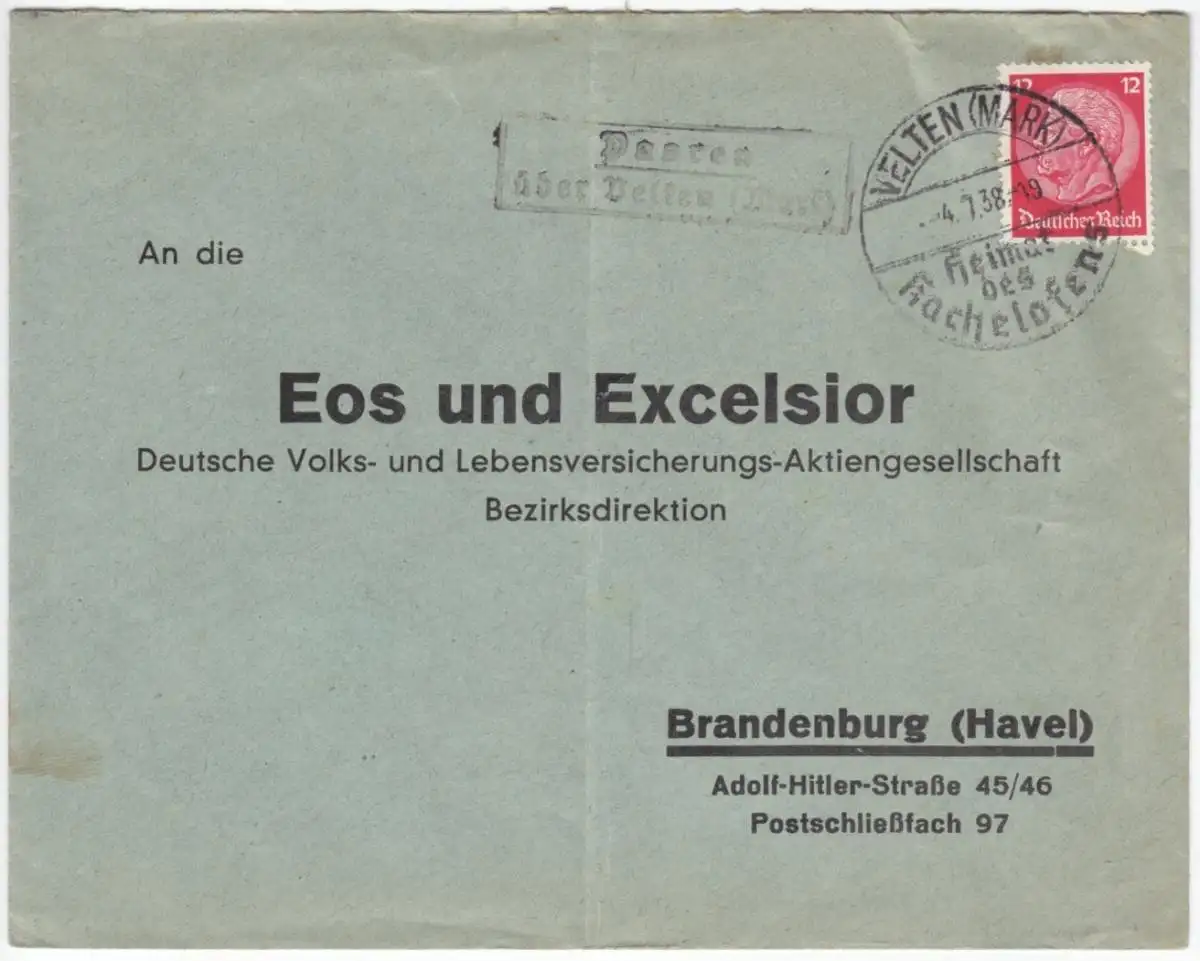 12 12
Deutsches Reich
VELTEN (MARK)
-4.7.38.-19
Heimat
des
Kachelofens
Paaren
über Velten (Mark)
An die
Eos und Excelsior
Deutsche Volks- und Lebensversicherungs-Aktiengesellschaft
Bezirksdirektion
Brandenburg (Havel)
Adolf-Hitler-Straße 45/46
Postschließfach 97